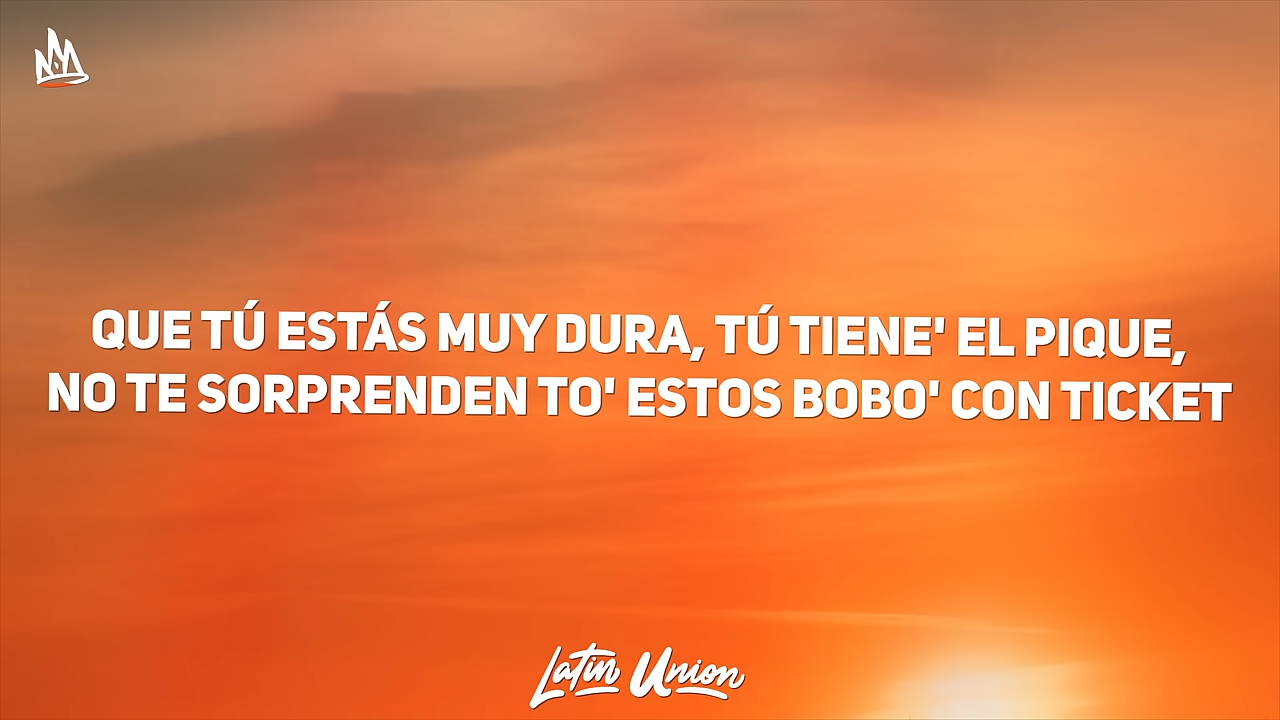 QUE TÚ ESTÁS MUY DURA, TÚ TIENE' EL PIQUE,
NO TE SORPRENDEN TO' ESTOS BOBO' CON TICKET
Latin Union